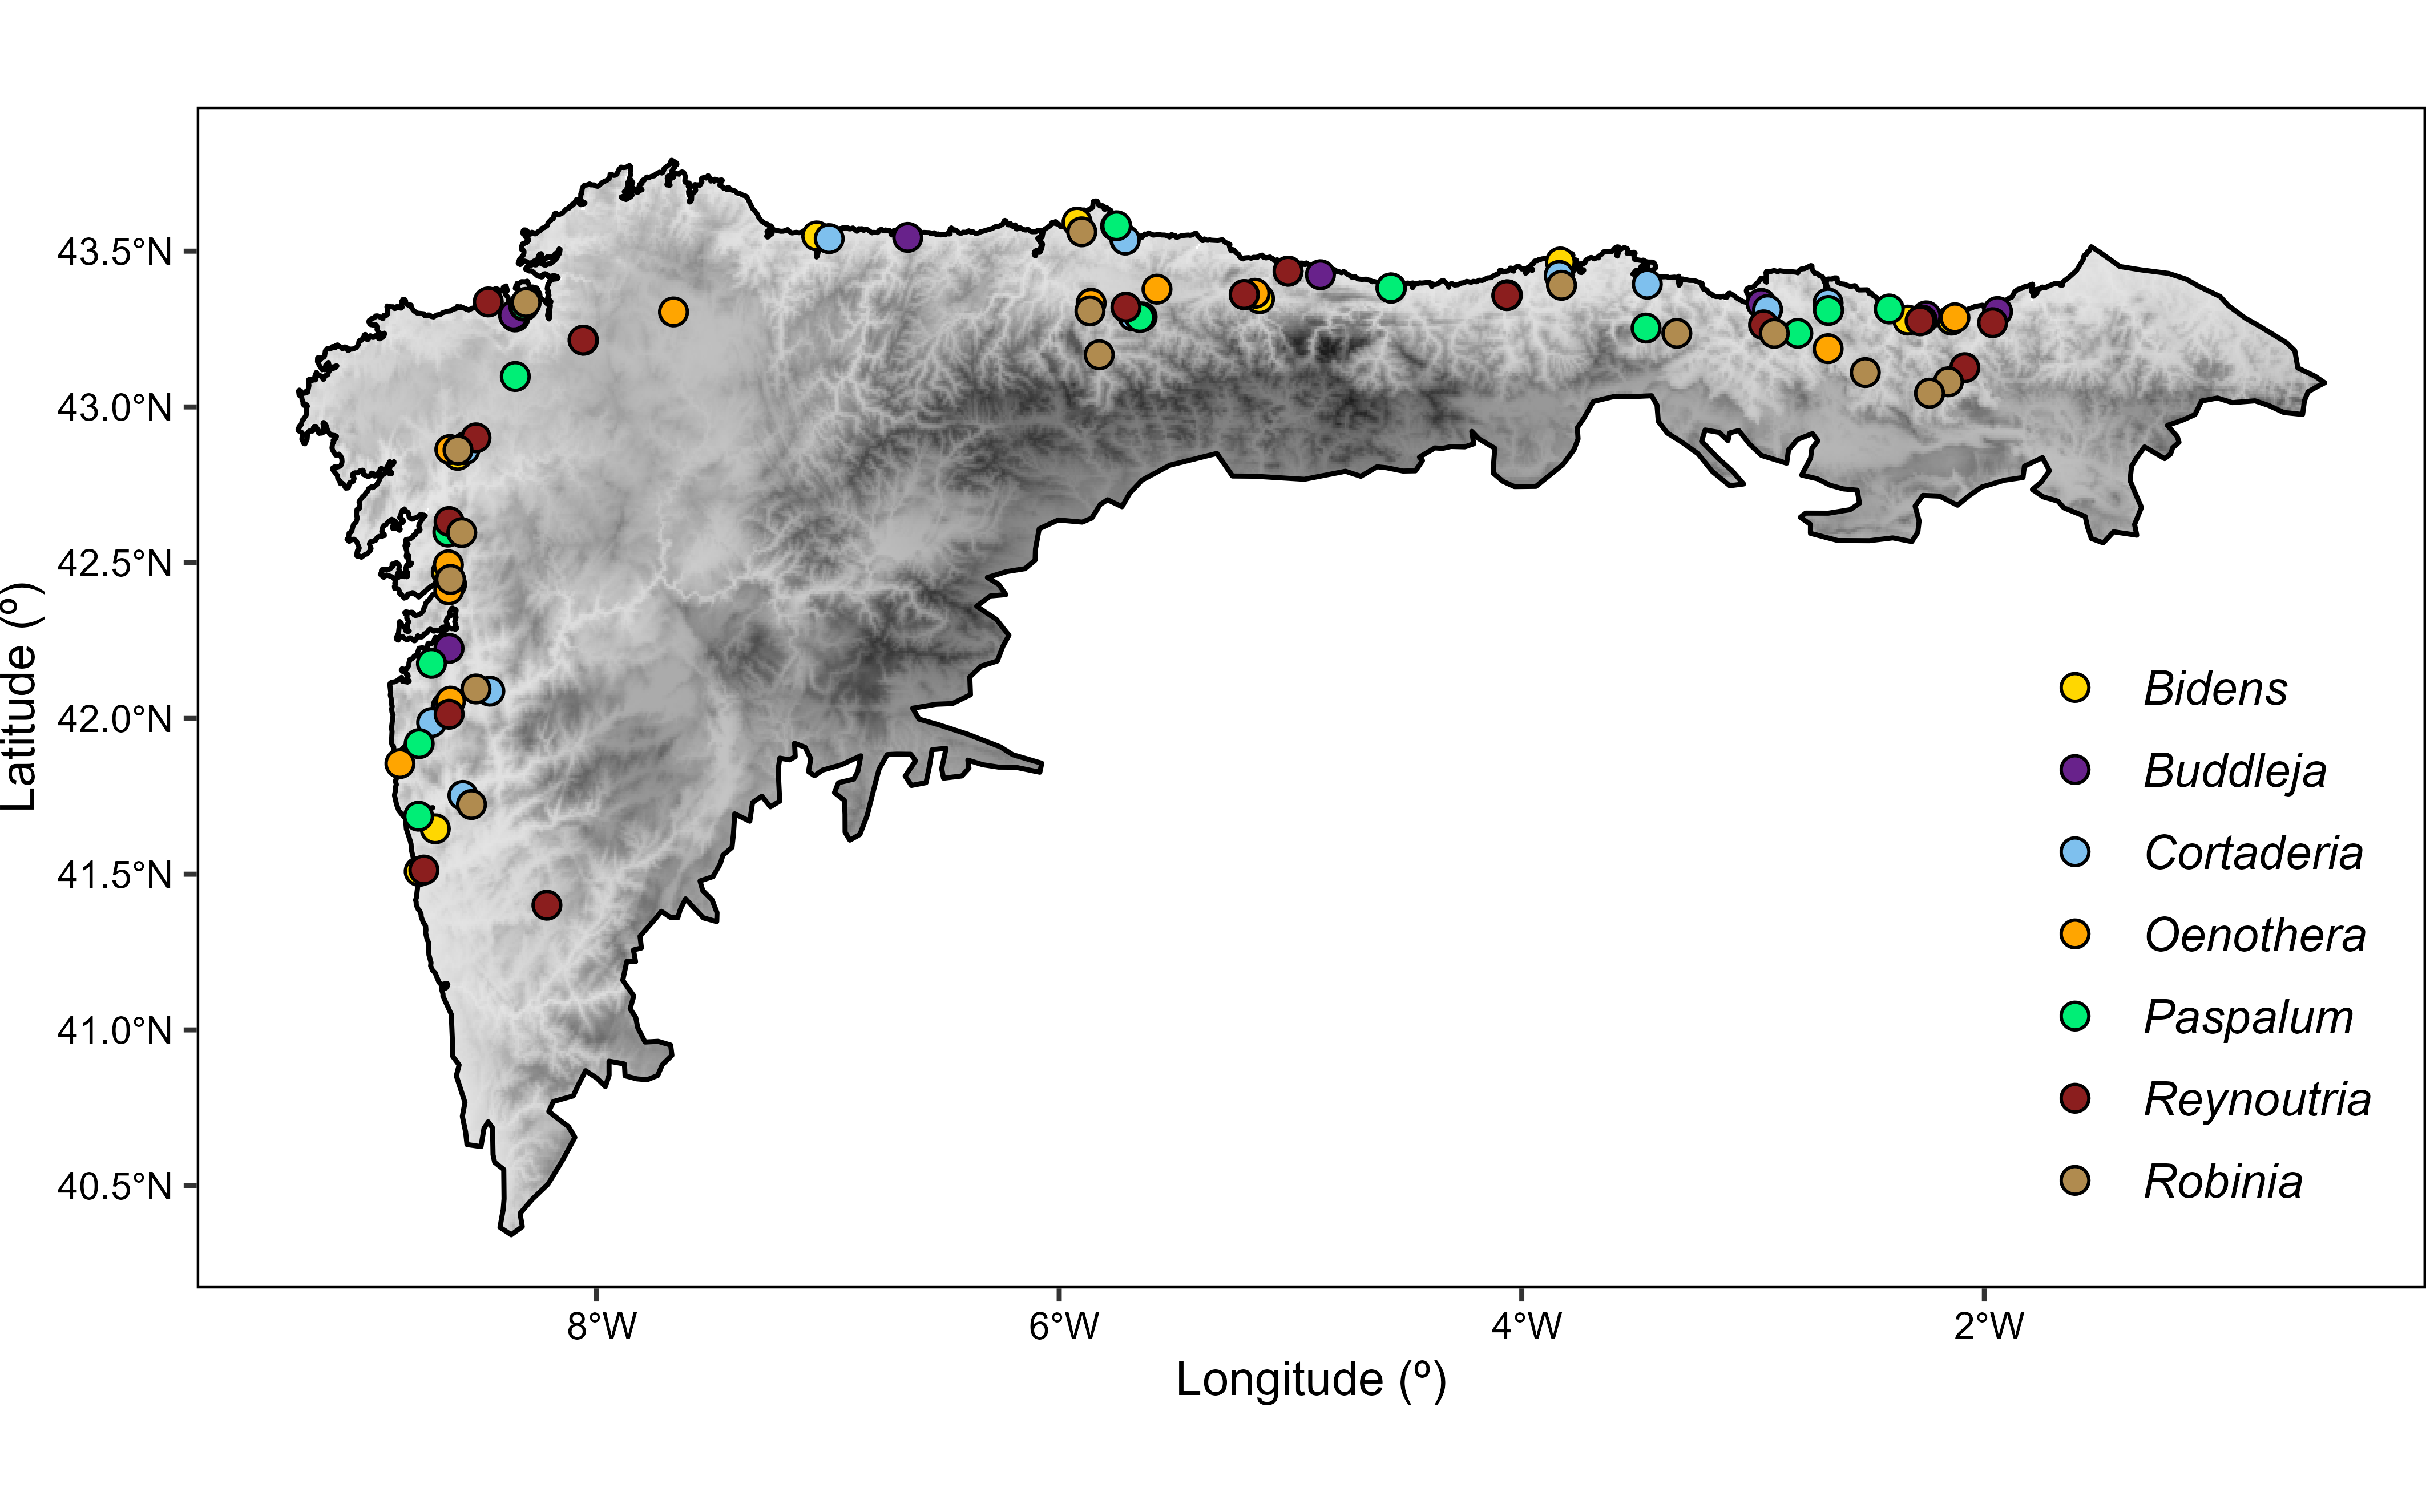 43.5°N
43.0°N
42.5°N
42.0°N
41.5°N
41.0°N
40.5°N
Latitude (º)
8°W
6°W
4°W
2°W
Longitude (º)
Bidens
Buddleja
Cortaderia
Oenothera
Paspalum
Reynoutria
Robinia